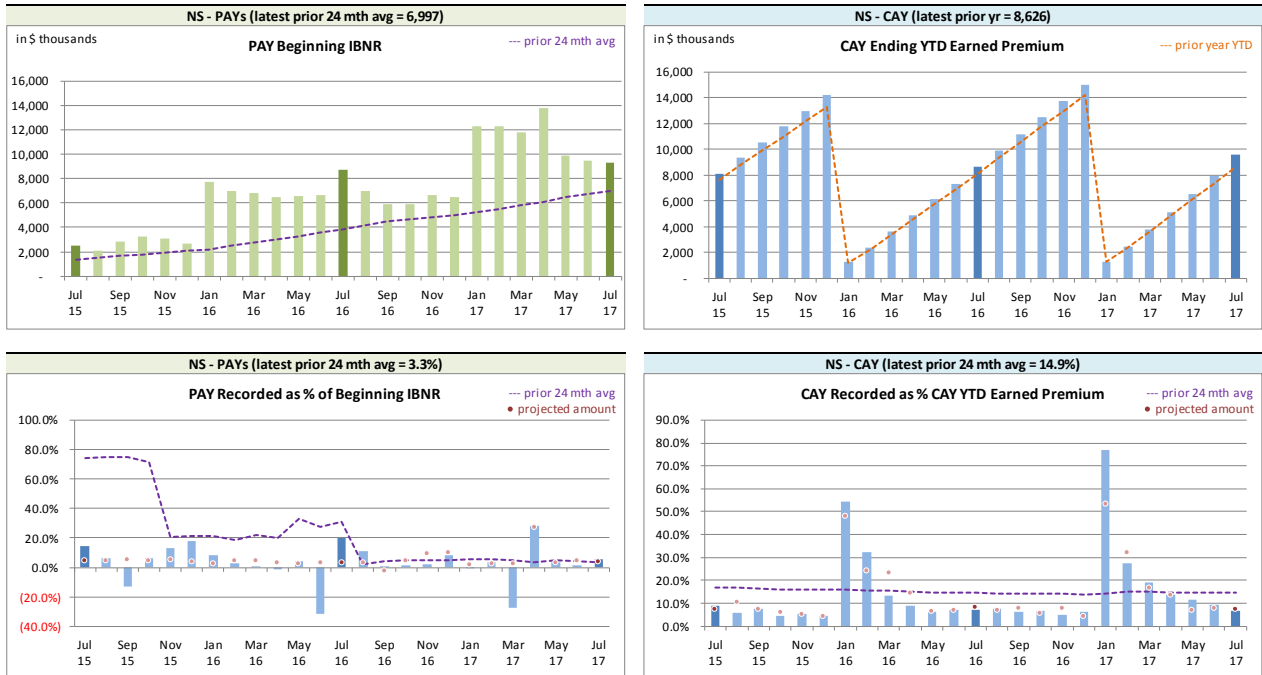 NS - PAYs (latest prior 24 mth avg = 6,997)
in $ thousands
PAY Beginning IBNR
--- prior 24 mth avg
16,000
14,000
12,000
10,000
8,000
6,000
4,000
2,000
-
Jul Sep Nov Jan Mar May Jul Sep Nov Jan Mar May Jul
15 15 15 16 16 16 16 16 16 17 17 17 17
NS - CAY (latest prior yr = 8,626)
in $ thousands
CAY Ending YTD Earned Premium
--- prior year YTD
16,000
14,000
12,000
10,000
8,000
6,000
4,000
2,000
-
Jul Sep Nov Jan Mar May Jul Sep Nov Jan Mar May Jul
15 15 15 16 16 16 16 16 16 17 17 17 17
NS - PAYs (latest prior 24 mth avg = 3.3%)
PAY Recorded as % of Beginning IBNR
--- prior 24 mth avg
● projected amount
100.0%
80.0%
60.0%
40.0%
20.0%
0.0%
(20.0%)
(40.0%)
Jul Sep Nov Jan Mar May Jul Sep Nov Jan Mar May Jul
15 15 15 16 16 16 16 16 16 17 17 17 17
NS - CAY (latest prior 24 mth avg = 14.9%)
CAY Recorded as % CAY YTD Earned Premium
--- prior 24 mth avg
● projected amount
90.0%
80.0%
70.0%
60.0%
50.0%
40.0%
30.0%
20.0%
10.0%
0.0%
Jul Sep Nov Jan Mar May Jul Sep Nov Jan Mar May Jul
15 15 15 16 16 16 16 16 16 17 17 17 17